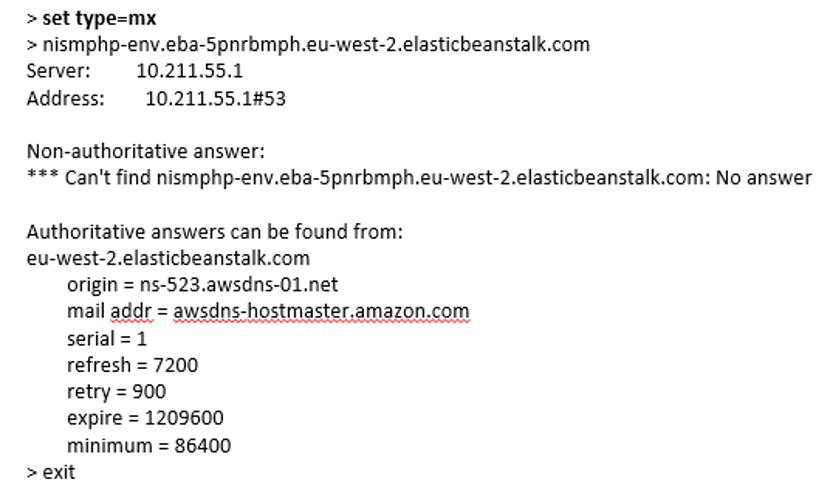 > set type=mx
> nismphp-env.eba-5pnrbmph.eu-west-2.elasticbeanstalk.com
Server: 10.211.55.1
Address: 10.211.55.1#53
Non-authoritative answer:
*** Can't find nismphp-env.eba-5pnrbmph.eu-west-2.elasticbeanstalk.com: No answer
Authoritative answers can be found from:
eu-west-2.elasticbeanstalk.com
origin = ns-523.awsdns-01.net
mail addr = awsdns-hostmaster.amazon.com
serial = 1
refresh = 7200
retry = 900
expire = 1209600
minimum = 86400
> exit